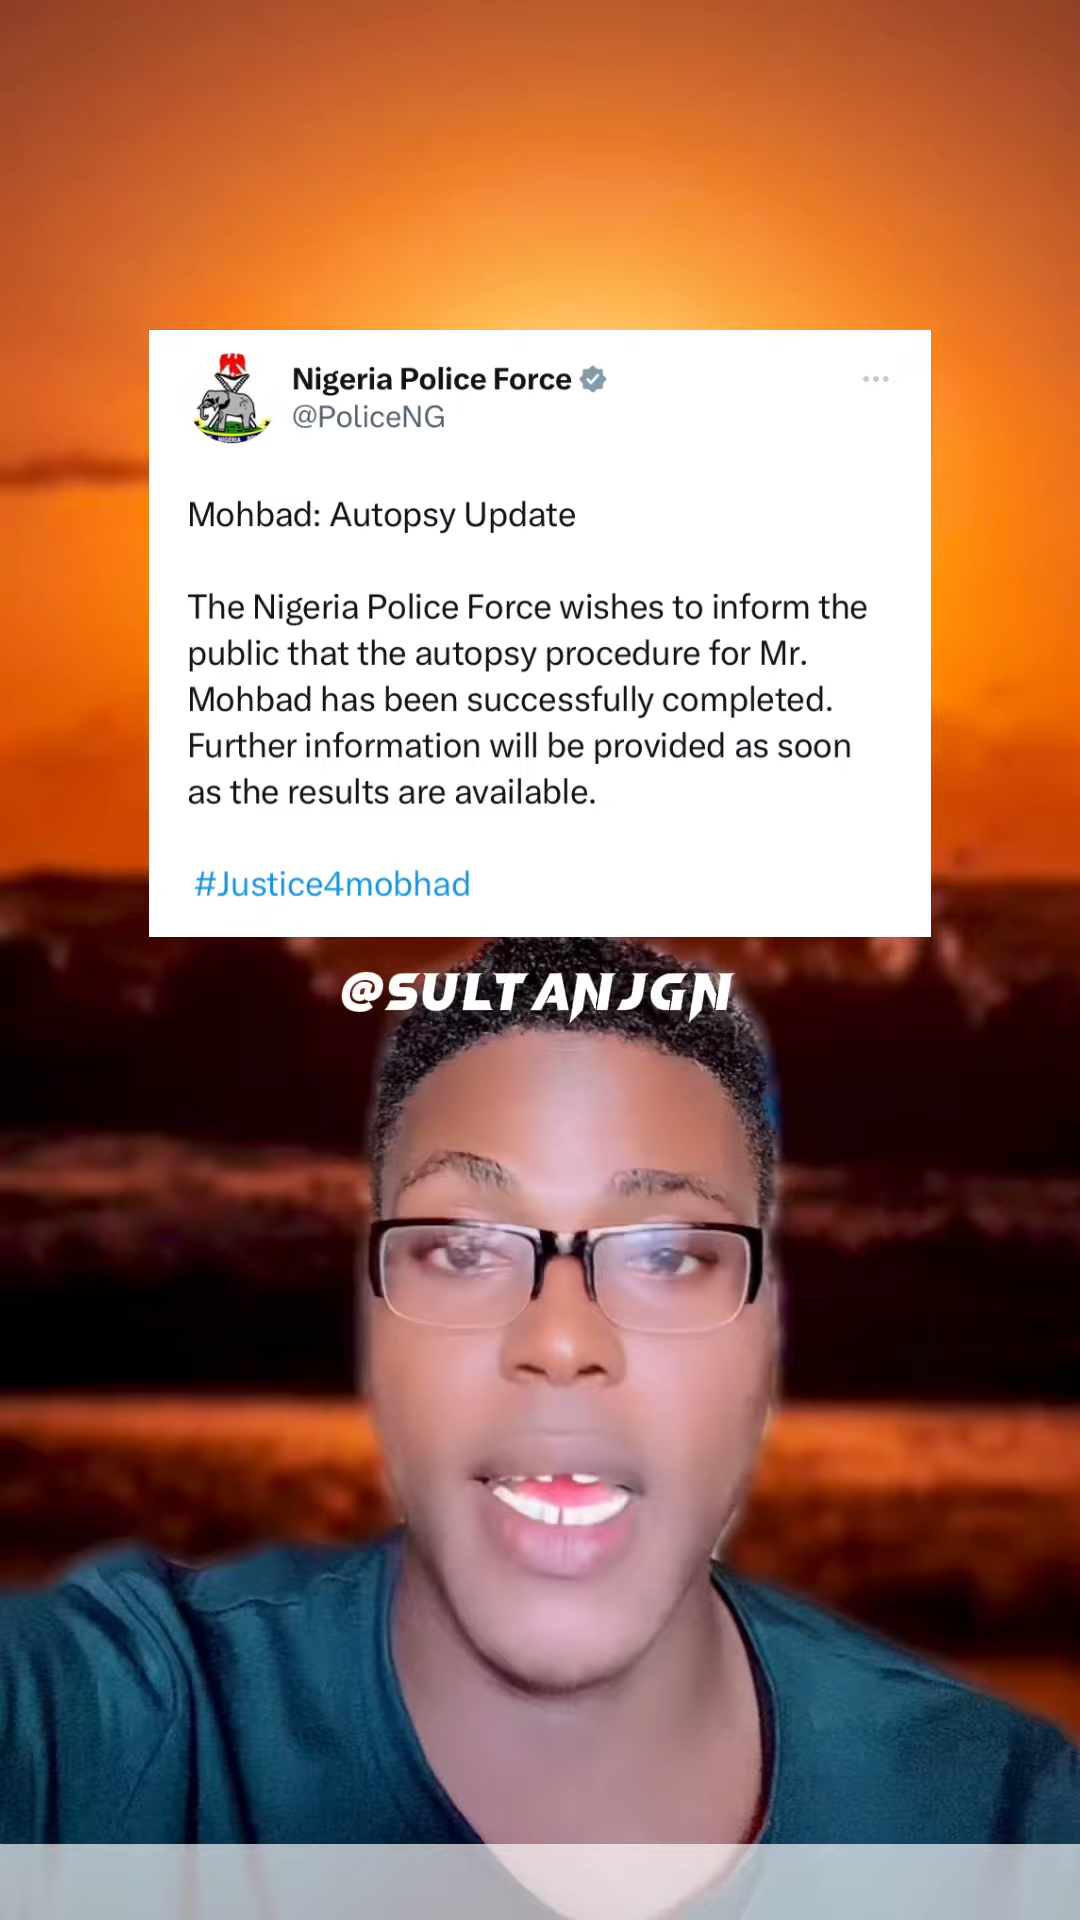 Nigeria Police Force
@PoliceNG
Mohbad: Autopsy Update
The Nigeria Police Force wishes to inform the
public that the autopsy procedure for Mr.
Mohbad has been successfully completed.
Further information will be provided as soon
as the results are available.
#Justice4mobhad
@SULTANJGN